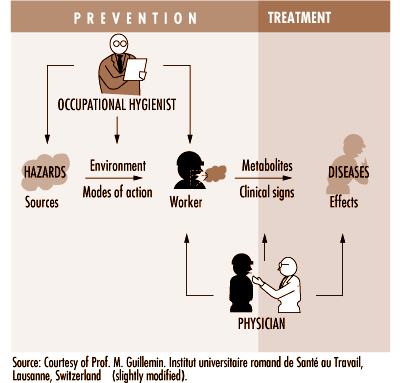 PREVENTION
TREATMENT
OCCUPATIONAL HYGIENIST
HAZARDS
Environment
Metabolites
DISEASES
Sources
Modes of action
Worker
Clinical signs
Effects
PHYSICIAN
Source: Courtesy of Prof. M. Guillemin. Institut universitaire romand de Santé au Travail,
Lausanne, Switzerland (slightly modified).